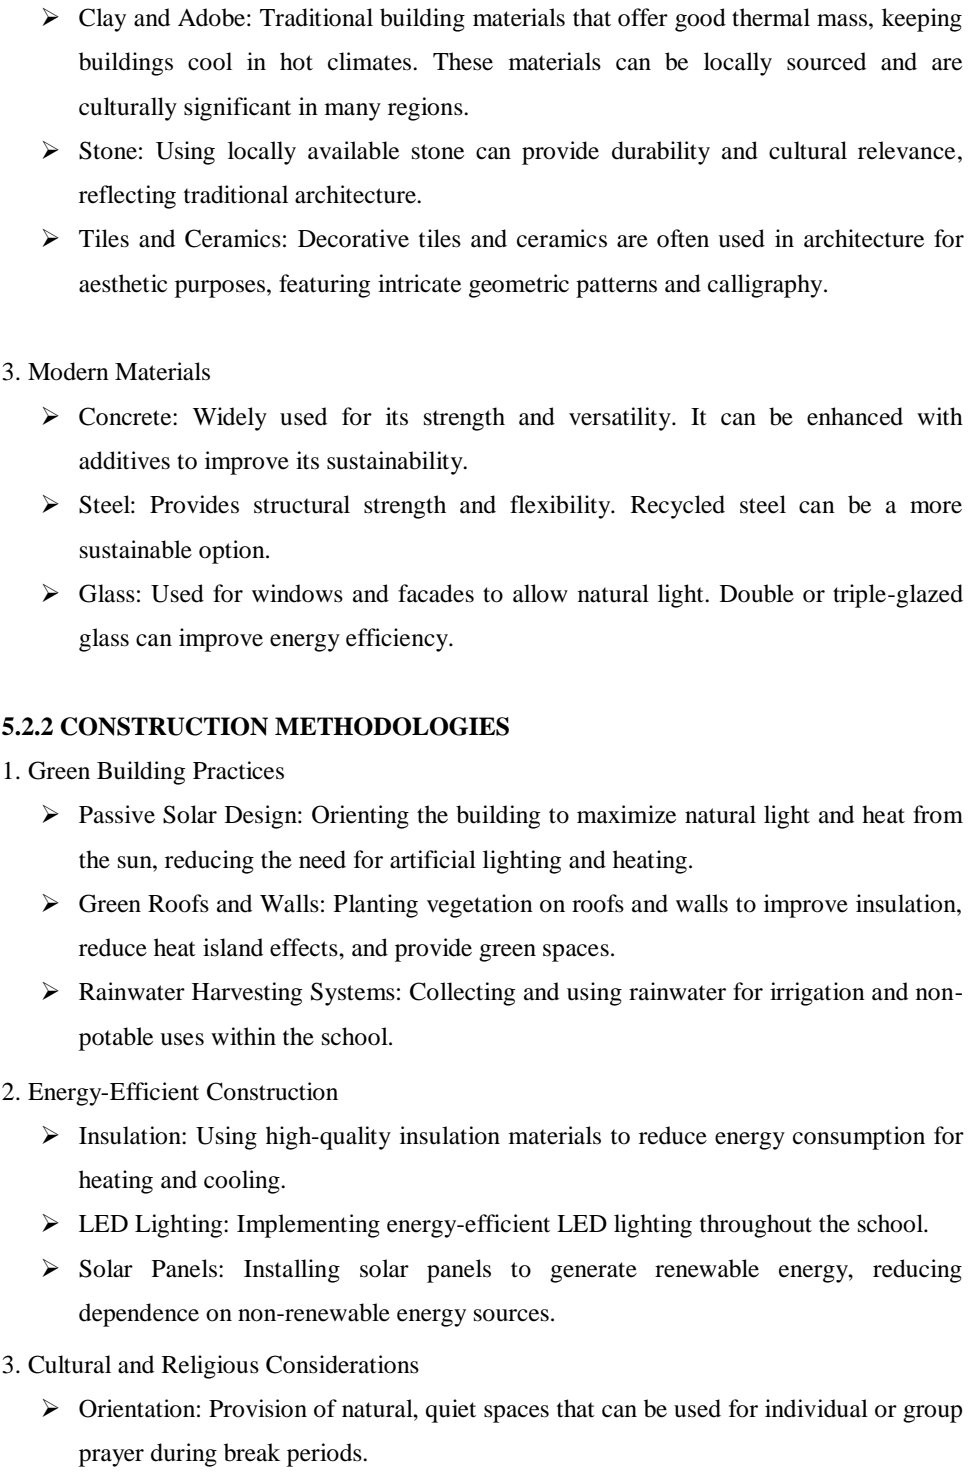 ➢ Clay and Adobe: Traditional building materials that offer good thermal mass, keeping
buildings cool in hot climates. These materials can be locally sourced and are
culturally significant in many regions.
➢ Stone: Using locally available stone can provide durability and cultural relevance,
reflecting traditional architecture.
➢ Tiles and Ceramics: Decorative tiles and ceramics are often used in architecture for
aesthetic purposes, featuring intricate geometric patterns and calligraphy.
3. Modern Materials
➢ Concrete: Widely used for its strength and versatility. It can be enhanced with
additives to improve its sustainability.
➢ Steel: Provides structural strength and flexibility. Recycled steel can be a more
sustainable option.
➢ Glass: Used for windows and facades to allow natural light. Double or triple-glazed
glass can improve energy efficiency.
5.2.2 CONSTRUCTION METHODOLOGIES
1. Green Building Practices
➢ Passive Solar Design: Orienting the building to maximize natural light and heat from
the sun, reducing the need for artificial lighting and heating.
➢ Green Roofs and Walls: Planting vegetation on roofs and walls to improve insulation,
reduce heat island effects, and provide green spaces.
➢ Rainwater Harvesting Systems: Collecting and using rainwater for irrigation and non-
potable uses within the school.
2. Energy-Efficient Construction
➢ Insulation: Using high-quality insulation materials to reduce energy consumption for
heating and cooling.
➢ LED Lighting: Implementing energy-efficient LED lighting throughout the school.
➢ Solar Panels: Installing solar panels to generate renewable energy, reducing
dependence on non-renewable energy sources.
3. Cultural and Religious Considerations
➢ Orientation: Provision of natural, quiet spaces that can be used for individual or group
prayer during break periods.